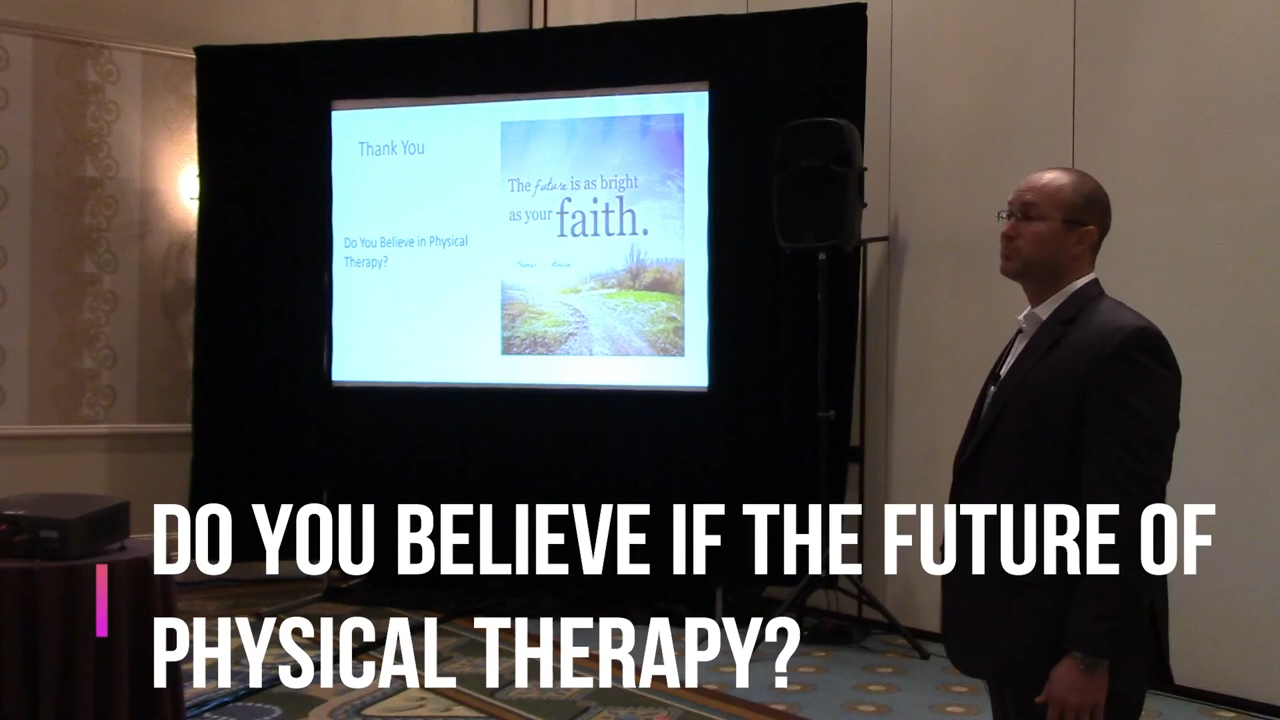 Thank You
Do You Believe in Physical
Therapy?
The future is as bright
as your faith.
DO YOU BELIEVE IF THE FUTURE OF
PHYSICAL THERAPY?